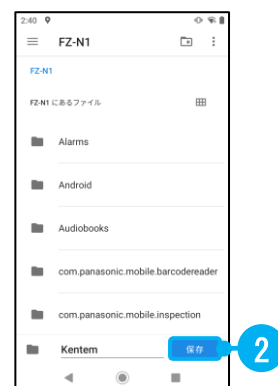 2:40
FZ-N1
FZ-N1
FZ-N1 にあるファイル
Alarms
Android
Audiobooks
com.panasonic.mobile.barcodereader
com.panasonic.mobile.inspection
Kentem
保存
2